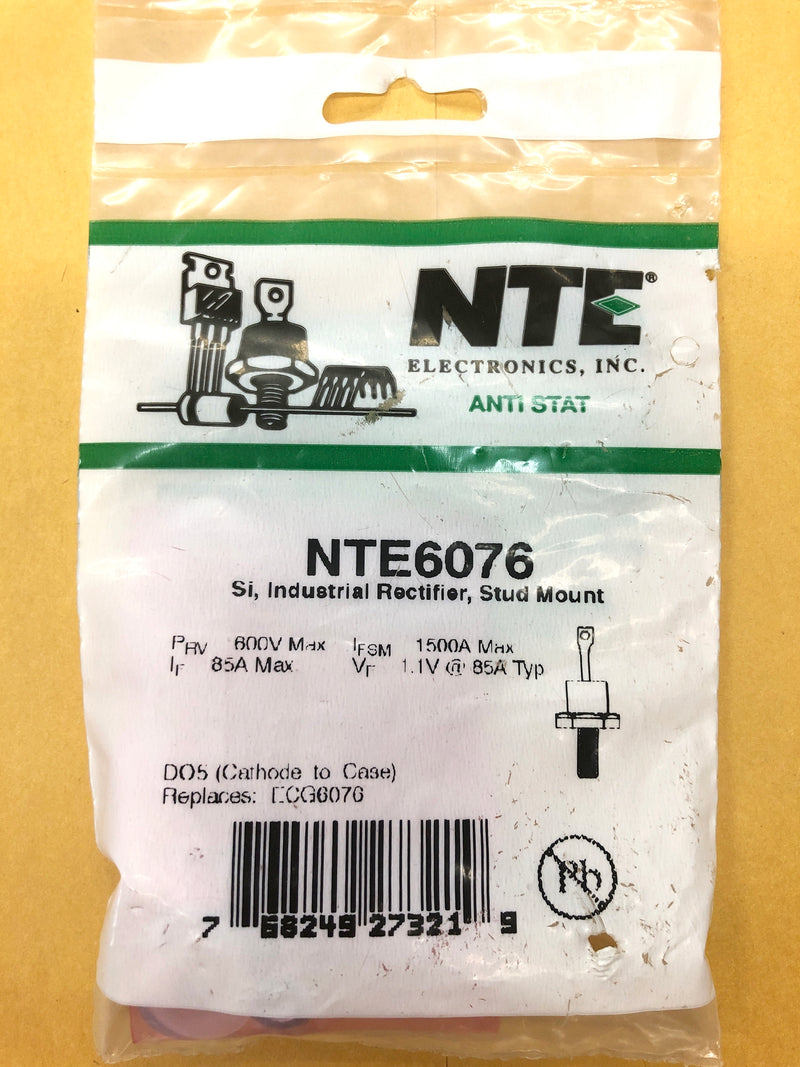 NTE®
ELECTRONICS, INC.
ANTI STAT
NTE6076
Si, Industrial Rectifier, Stud Mount
PRV 600V Max IFSM 1500A Max
IF 85A Max VF 1.1V @ 85A Typ
DO5 (Cathode to Case)
Replaces: ECG6076
7 68249 27321 9
Pb